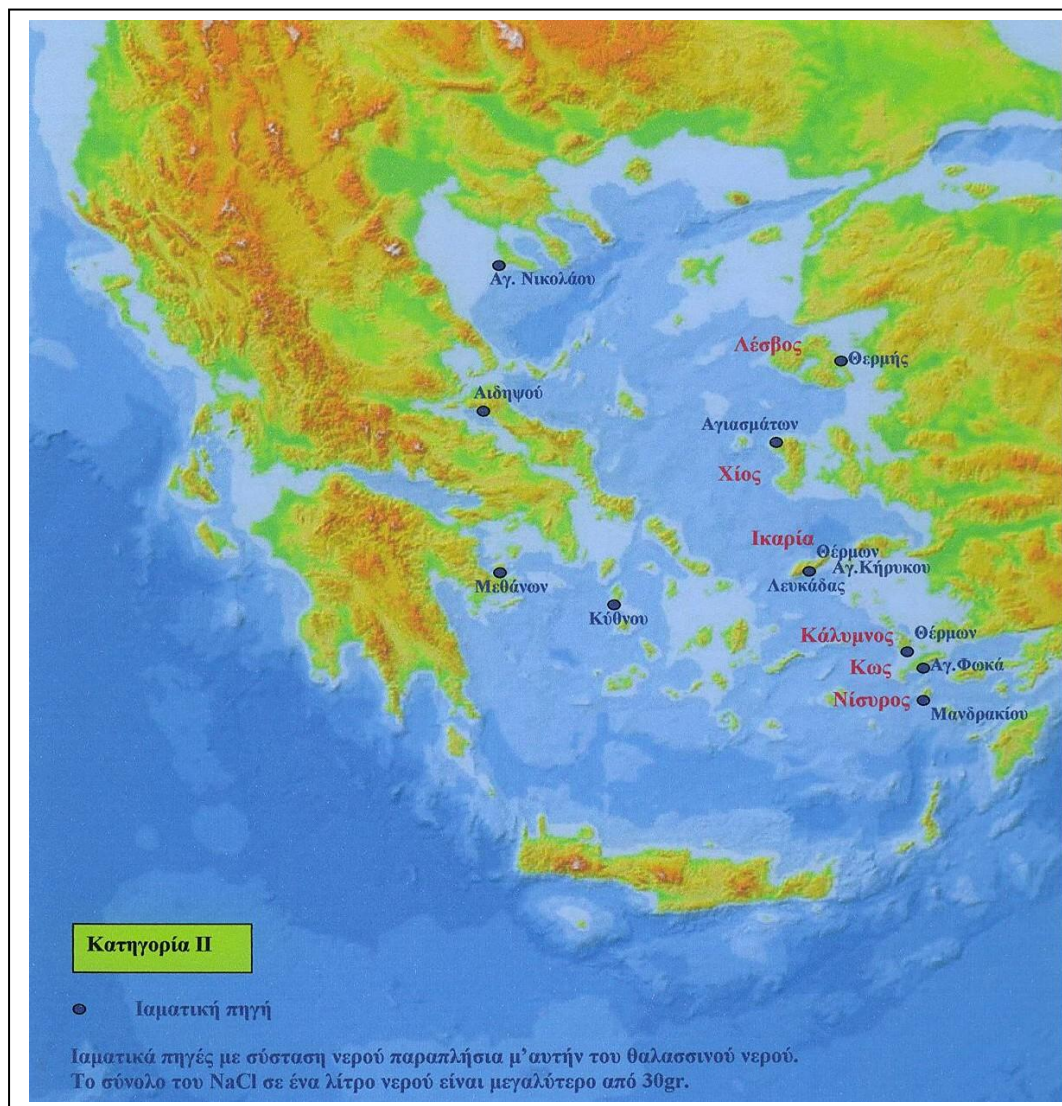 Αγ. Νικολάου
Λέσβος
Θερμής
Αιδηψού
Αγιασμάτων
Χίος
Ικαρία
Θέρμων
Αγ.Κήρυκου
Λευκάδας
Μεθάνων
Κύθνου
Κάλυμνος
Θέρμων
Κως
Αγ.Φωκά
Νίσυρος
Μανδρακίου
Κατηγορία ΙΙ
Ιαματική πηγή
Ιαματικά πηγές με σύσταση νερού παραπλήσια μ’αυτήν του θαλασσινού νερού.
Το σύνολο του NaCl σε ένα λίτρο νερού είναι μεγαλύτερο από 30gr.